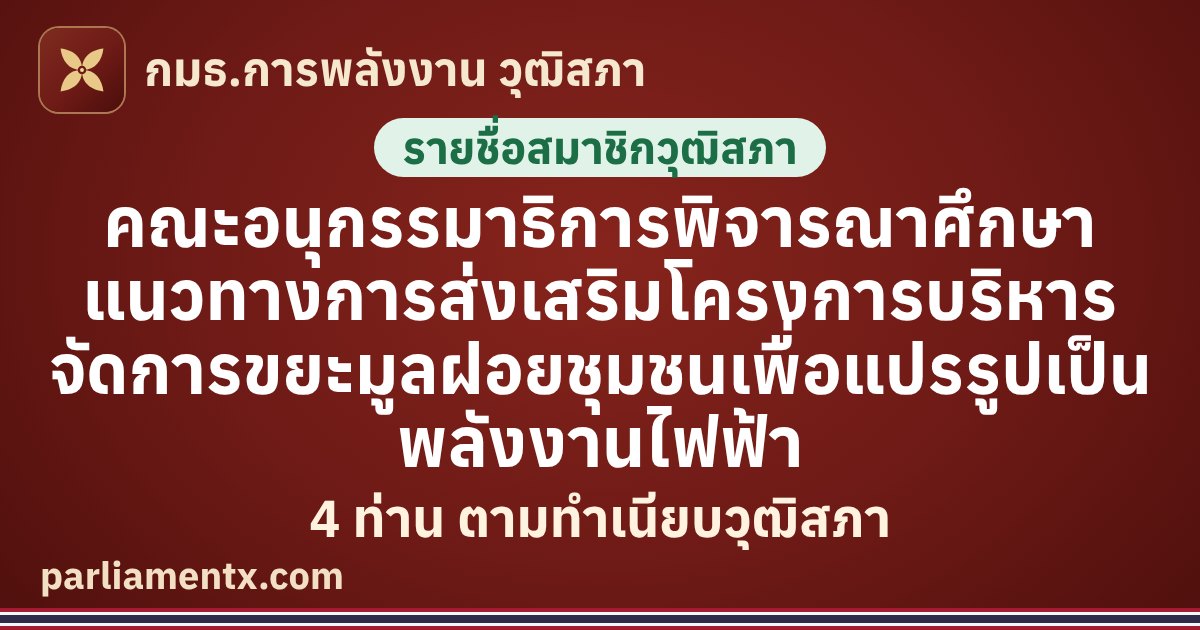 กมธ.การพลังงาน วุฒิสภา
รายชื่อสมาชิกวุฒิสภา
คณะอนุกรรมาธิการพิจารณาศึกษา
แนวทางการส่งเสริมโครงการบริหาร
จัดการขยะมูลฝอยชุมชนเพื่อแปรรูปเป็น
พลังงานไฟฟ้า
4 ท่าน ตามทำเนียบวุฒิสภา
parliamentx.com